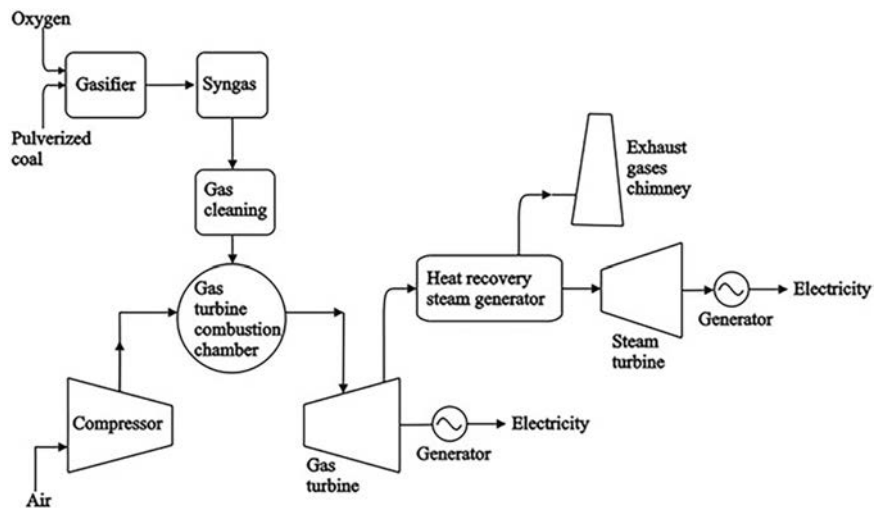 Oxygen
Gasifier
Syngas
Pulverized
coal
Gas
cleaning
Exhaust
gases
chimney
Gas
turbine
combustion
chamber
Heat recovery
steam generator
Electricity
Generator
Steam
turbine
Compressor
Electricity
Generator
Gas
turbine
Air